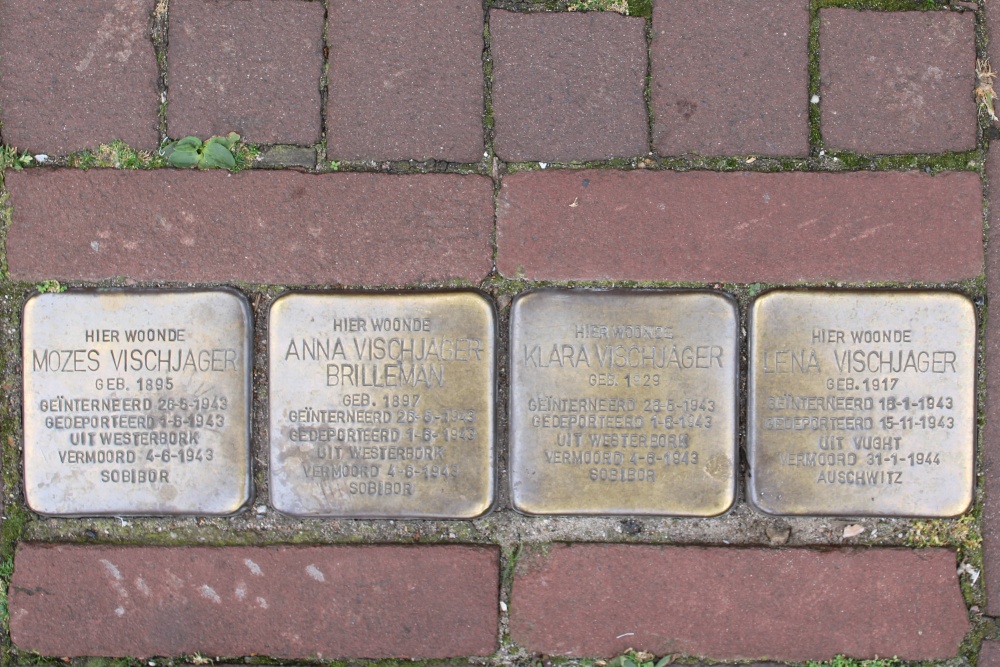 HIER WOONDE
MOZES VISCHJAGER
GEB. 1895
GEÏNTERNEERD 26-5-1943
GEDEPORTEERD 1-6-1943
UIT WESTERBORK
VERMOORD 4-6-1943
SOBIBOR
HIER WOONDE
ANNA VISCHJAGER-
BRILLEMAN
GEB. 1897
GEÏNTERNEERD 26-5-1943
GEDEPORTEERD 1-6-1943
UIT WESTERBORK
VERMOORD 4-6-1943
SOBIBOR
HIER WOONDE
KLARA VISCHJAGER
GEB. 1929
GEÏNTERNEERD 26-5-1943
GEDEPORTEERD 1-6-1943
UIT WESTERBORK
VERMOORD 4-6-1943
SOBIBOR
HIER WOONDE
LENA VISCHJAGER
GEB. 1917
GEÏNTERNEERD 16-1-1943
GEDEPORTEERD 15-11-1943
UIT VUGHT
VERMOORD 31-1-1944
AUSCHWITZ